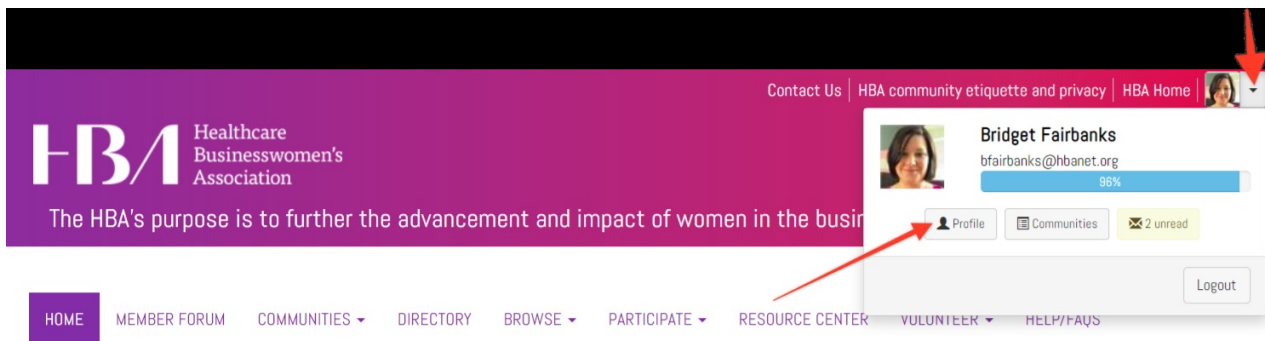 Contact Us | HBA community etiquette and privacy | HBA Home |
HBA Healthcare
Businesswomen's
Association
The HBA's purpose is to further the advancement and impact of women in the busin
Bridget Fairbanks
bfairbanks@hbanet.org
96%
Profile
Communities
2 unread
Logout
HOME MEMBER FORUM COMMUNITIES DIRECTORY BROWSE PARTICIPATE RESOURCE CENTER VOLUNTEER HELP/FAQS